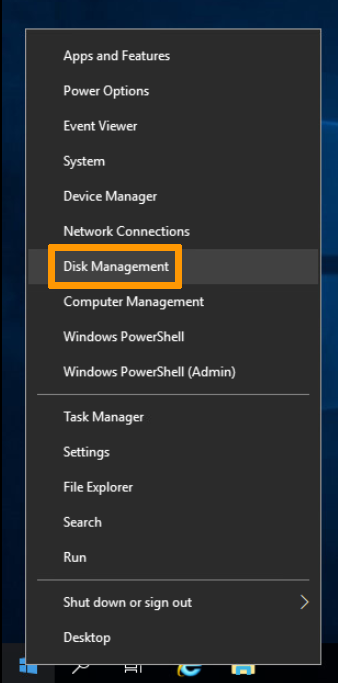 Apps and Features
Power Options
Event Viewer
System
Device Manager
Network Connections
Disk Management
Computer Management
Windows PowerShell
Windows PowerShell (Admin)
Task Manager
Settings
File Explorer
Search
Run
Shut down or sign out
Desktop